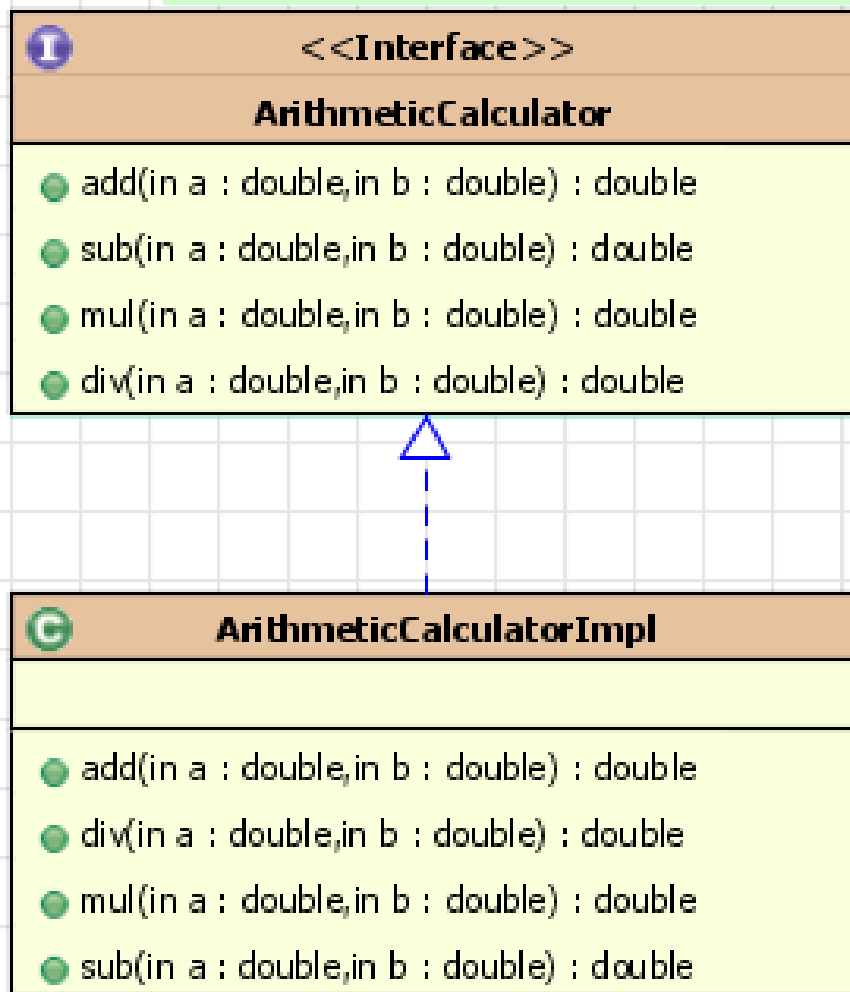 I <<Interface>>
ArithmeticCalculator
add(in a : double,in b : double) : double
sub(in a : double,in b : double) : double
mul(in a : double,in b : double) : double
div(in a : double,in b : double) : double
C ArithmeticCalculatorImpl
add(in a : double,in b : double) : double
div(in a : double,in b : double) : double
mul(in a : double,in b : double) : double
sub(in a : double,in b : double) : double